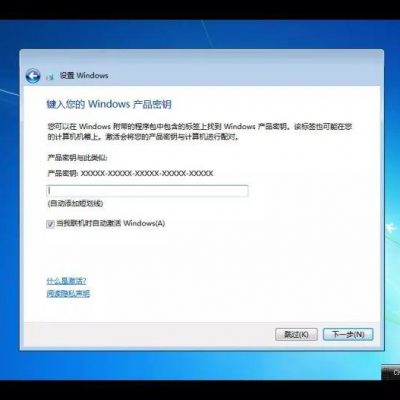 设置 Windows
键入您的 Windows 产品密钥
您可以在 Windows 附带的程序包中包含的标签上找到 Windows 产品密钥。该标签也可能在您
的计算机机箱上。激活会将您的产品密钥与计算机进行配对。
产品密钥与此类似:
产品密钥: XXXXX-XXXXX-XXXXX-XXXXX-XXXXX
(自动添加短划线)
当我联机时自动激活 Windows(A)
什么是激活?
阅读隐私声明
跳过(K)
下一步(N)